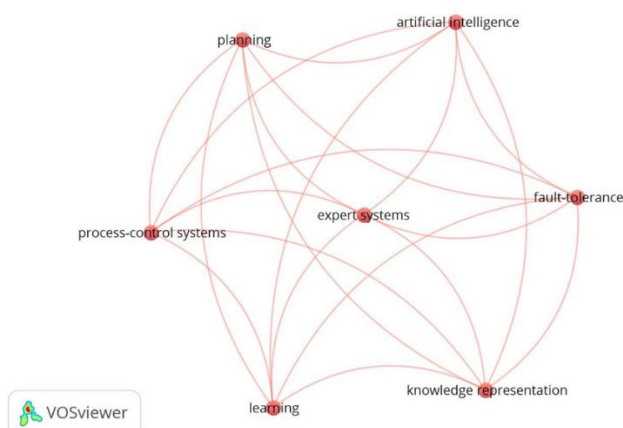 artificial intelligence
planning
fault-tolerance
expert systems
process-control systems
knowledge representation
learning
VOSviewer